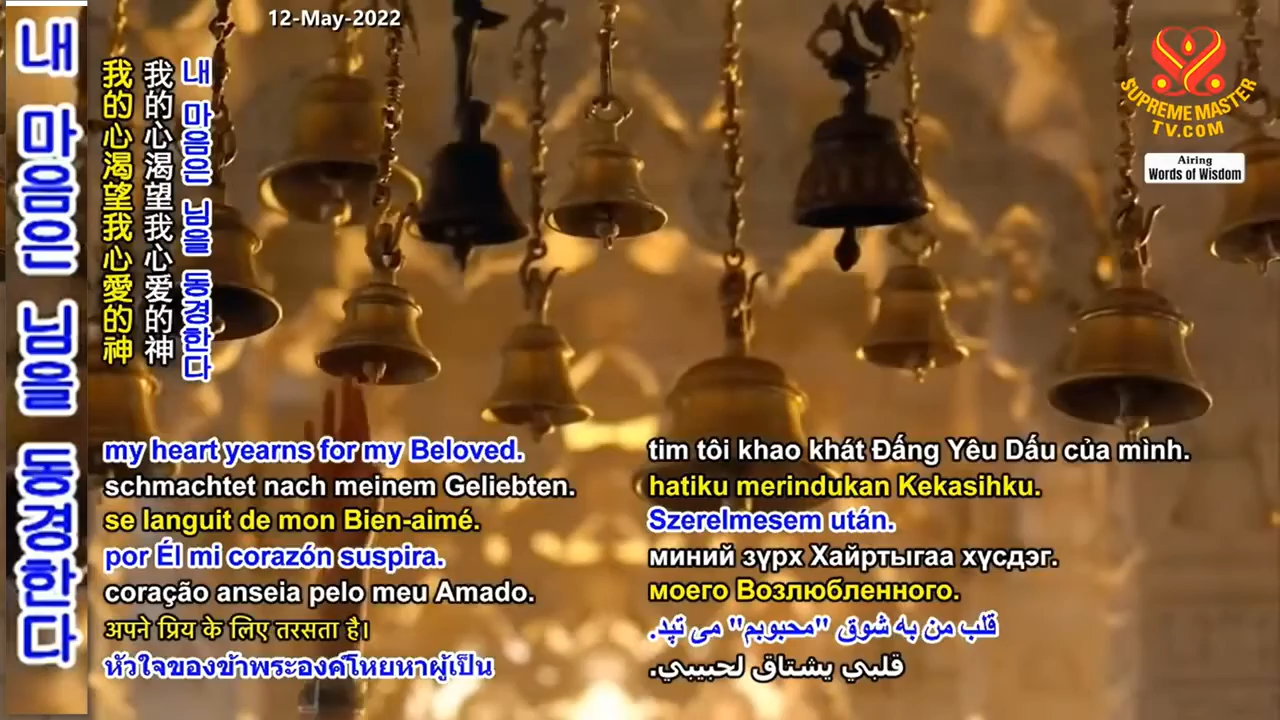 12-May-2022
내 마음은 님을 동경한다
我的心渴望我心愛的神
我的心渴望我心爱的神
내 마음은 님을 동경한다
SUPREME MASTER
TV.COM
Airing
Words of Wisdom
my heart yearns for my Beloved.
schmachtet nach meinem Geliebten.
se languit de mon Bien-aimé.
por Él mi corazón suspira.
coração anseia pelo meu Amado.
अपने प्रिय के लिए तरसता है।
หัวใจของข้าพระองค์โหยหาผู้เป็น
tim tôi khao khát Đấng Yêu Dấu của mình.
hatiku merindukan Kekasihku.
Szerelmesem után.
миний зүрх Хайртыгаа хүсдэг.
моего Возлюбленного.
قلب من به شوق "محبوبم" می تپد.
قلبي يشتاق لحبيبي.